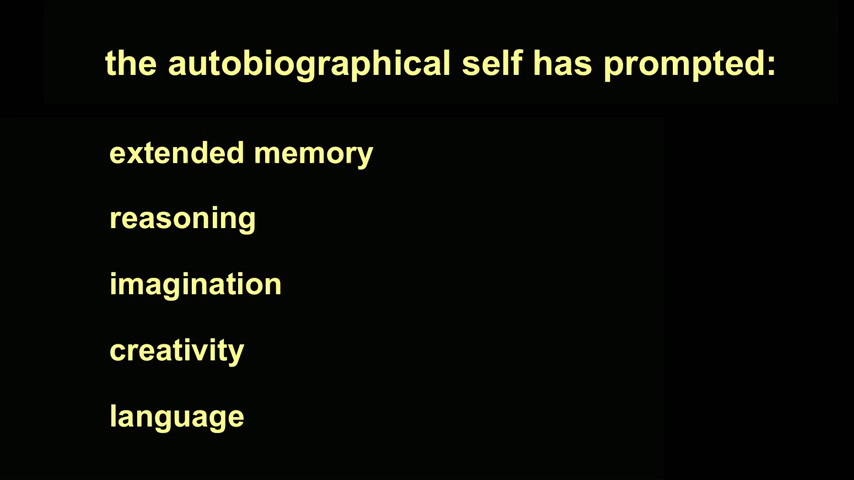 the autobiographical self has prompted:
extended memory
reasoning
imagination
creativity
language